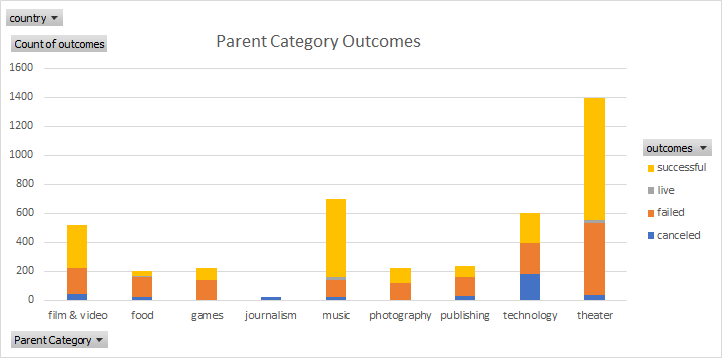 country
Count of outcomes
Parent Category Outcomes
1600
1400
1200
1000
800
600
400
200
0
film & video food games journalism music photography publishing technology theater
outcomes
successful
live
failed
canceled
Parent Category